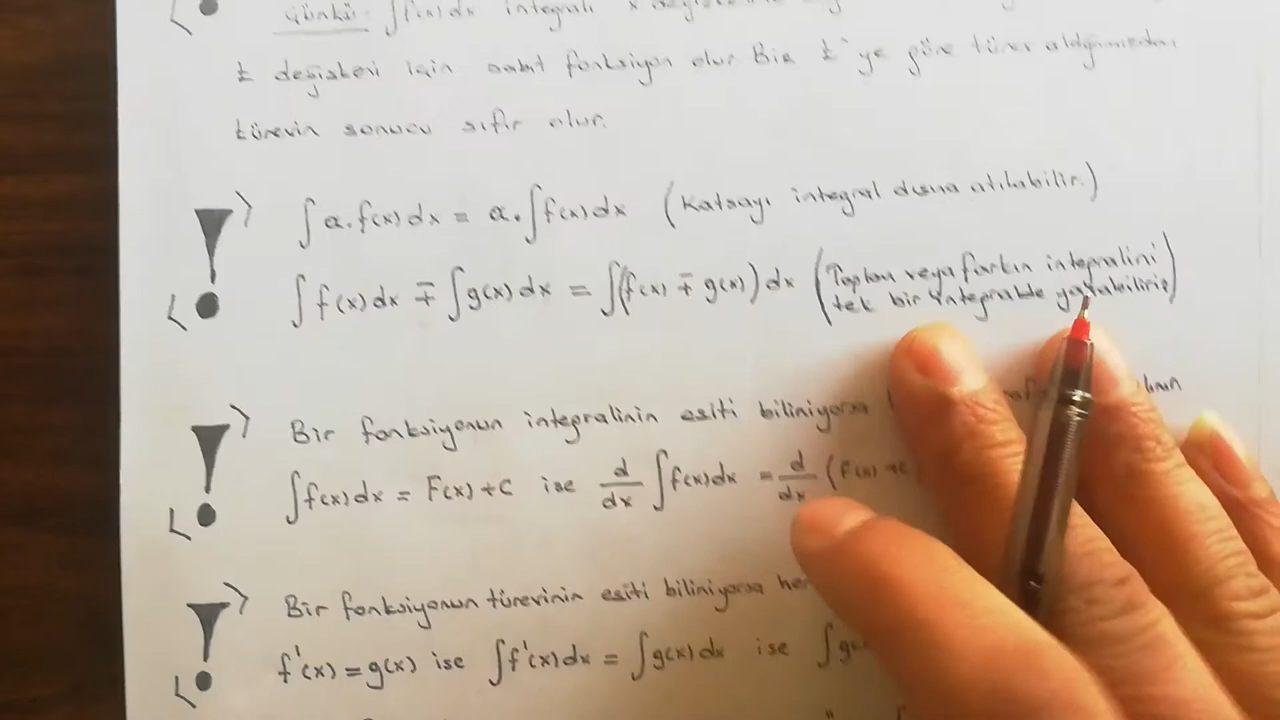 Çünkü: ∫f(x)dx integrali x
t değişkeni için sabit fonksiyon olur. Bir t'ye göre türev aldığımızda,
türevin sonucu sıfır olur.
∫a.f(x)dx = a.∫f(x)dx (Katsayı integral dışına atılabilir.)
∫f(x)dx ∓ ∫g(x)dx = ∫(f(x) ∓ g(x))dx (Toplam veya farkın integralini
tek bir integralde yazabiliriz)
Bir fonksiyonun integralinin eşiti biliniyorsa
∫f(x)dx = F(x)+C ise d/dx ∫f(x)dx = d/dx (F(x)+c
Bir fonksiyonun türevinin eşiti biliniyorsa her
f'(x)=g(x) ise ∫f'(x)dx = ∫g(x)dx ise ∫g(